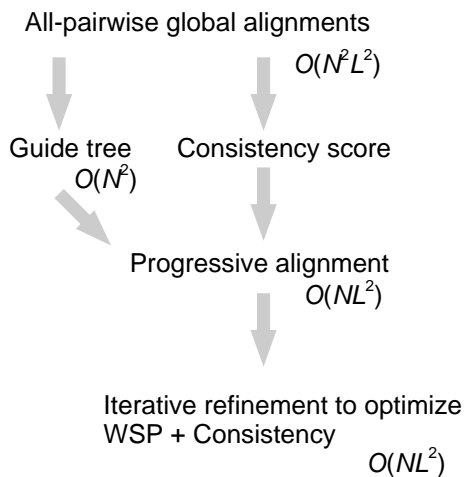 All-pairwise global alignments
O(N²L²)
Guide tree
Consistency score
O(N²)
Progressive alignment
O(NL²)
Iterative refinement to optimize
WSP + Consistency
O(NL²)